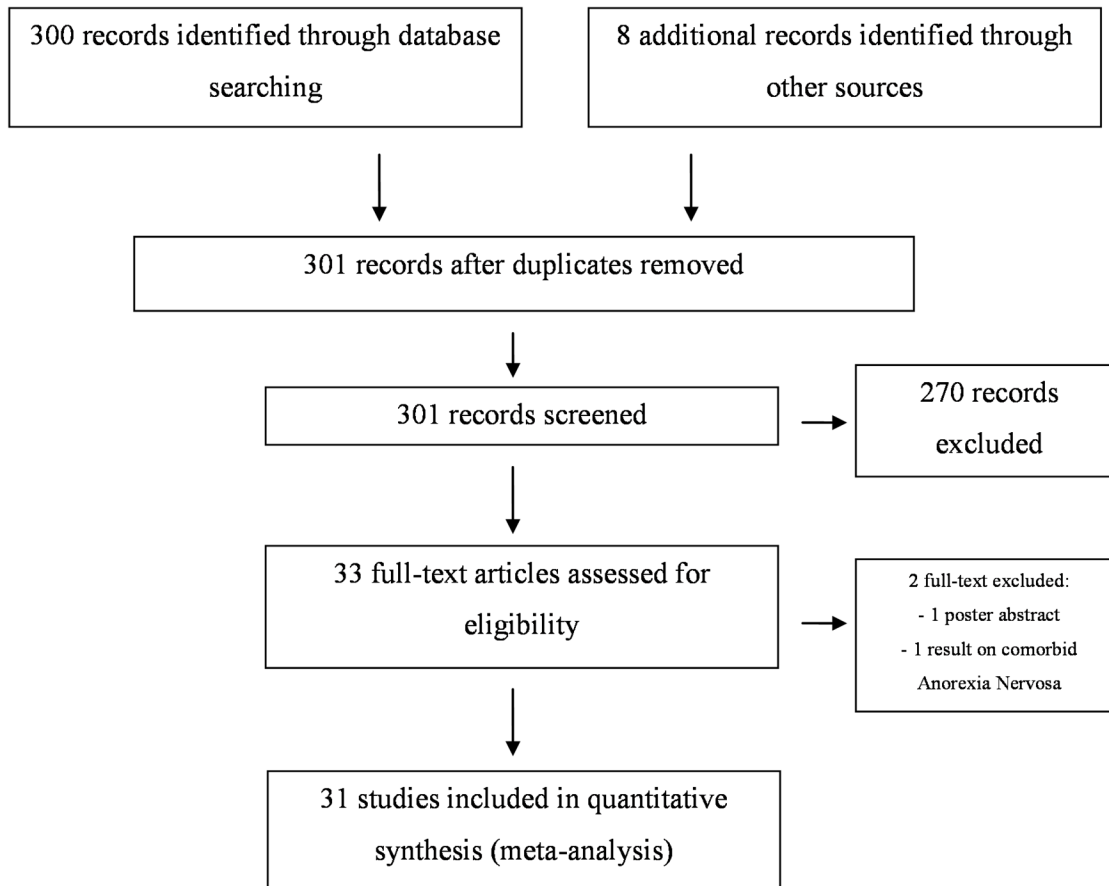 300 records identified through database
searching
8 additional records identified through
other sources
301 records after duplicates removed
301 records screened
270 records
excluded
33 full-text articles assessed for
eligibility
2 full-text excluded:
- 1 poster abstract
- 1 result on comorbid
Anorexia Nervosa
31 studies included in quantitative
synthesis (meta-analysis)